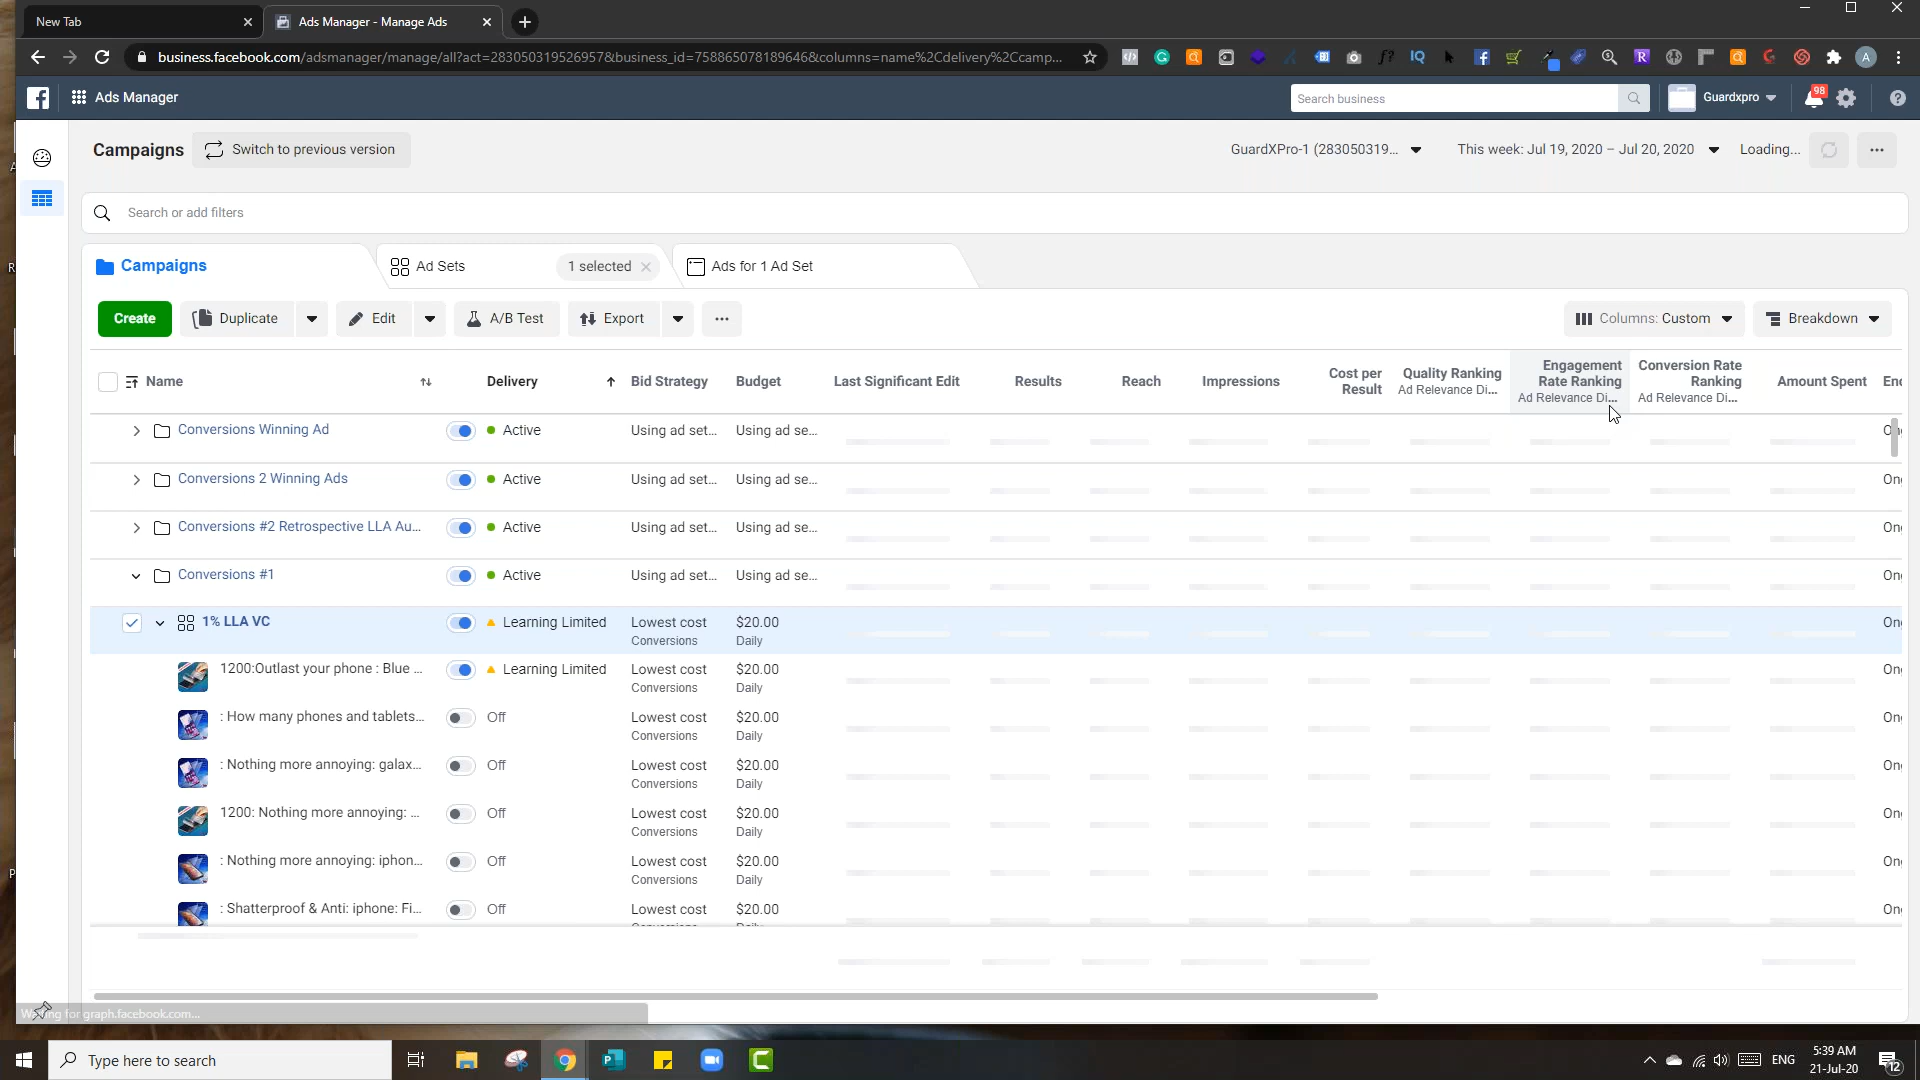 New Tab
Ads Manager - Manage Ads
business.facebook.com/adsmanager/manage/all?act=283050319526957&business_id=758865078189646&columns=name%2Cdelivery%2Ccamp...
Ads Manager
Search business
Guardxpro
98
Campaigns
Switch to previous version
GuardXPro-1 (283050319...
This week: Jul 19, 2020 – Jul 20, 2020
Loading...
Search or add filters
Campaigns
Ad Sets
1 selected
Ads for 1 Ad Set
Create
Duplicate
Edit
A/B Test
Export
Columns: Custom
Breakdown
Name
Delivery
Bid Strategy
Budget
Last Significant Edit
Results
Reach
Impressions
Cost per
Result
Quality Ranking
Ad Relevance Di...
Engagement
Rate Ranking
Ad Relevance Di...
Conversion Rate
Ranking
Ad Relevance Di...
Amount Spent
Conversions Winning Ad
Active
Using ad set...
Using ad se...
Conversions 2 Winning Ads
Active
Using ad set...
Using ad se...
Conversions #2 Retrospective LLA Au...
Active
Using ad set...
Using ad se...
Conversions #1
Active
Using ad set...
Using ad se...
1% LLA VC
Learning Limited
Lowest cost
Conversions
$20.00
Daily
1200:Outlast your phone : Blue ...
Learning Limited
Lowest cost
Conversions
$20.00
Daily
: How many phones and tablets...
Off
Lowest cost
Conversions
$20.00
Daily
: Nothing more annoying: galax...
Off
Lowest cost
Conversions
$20.00
Daily
1200: Nothing more annoying: ...
Off
Lowest cost
Conversions
$20.00
Daily
: Nothing more annoying: iphon...
Off
Lowest cost
Conversions
$20.00
Daily
: Shatterproof & Anti: iphone: Fi...
Off
Lowest cost
$20.00
for graph.facebook.com...
Type here to search
ENG
5:39 AM
21-Jul-20
12